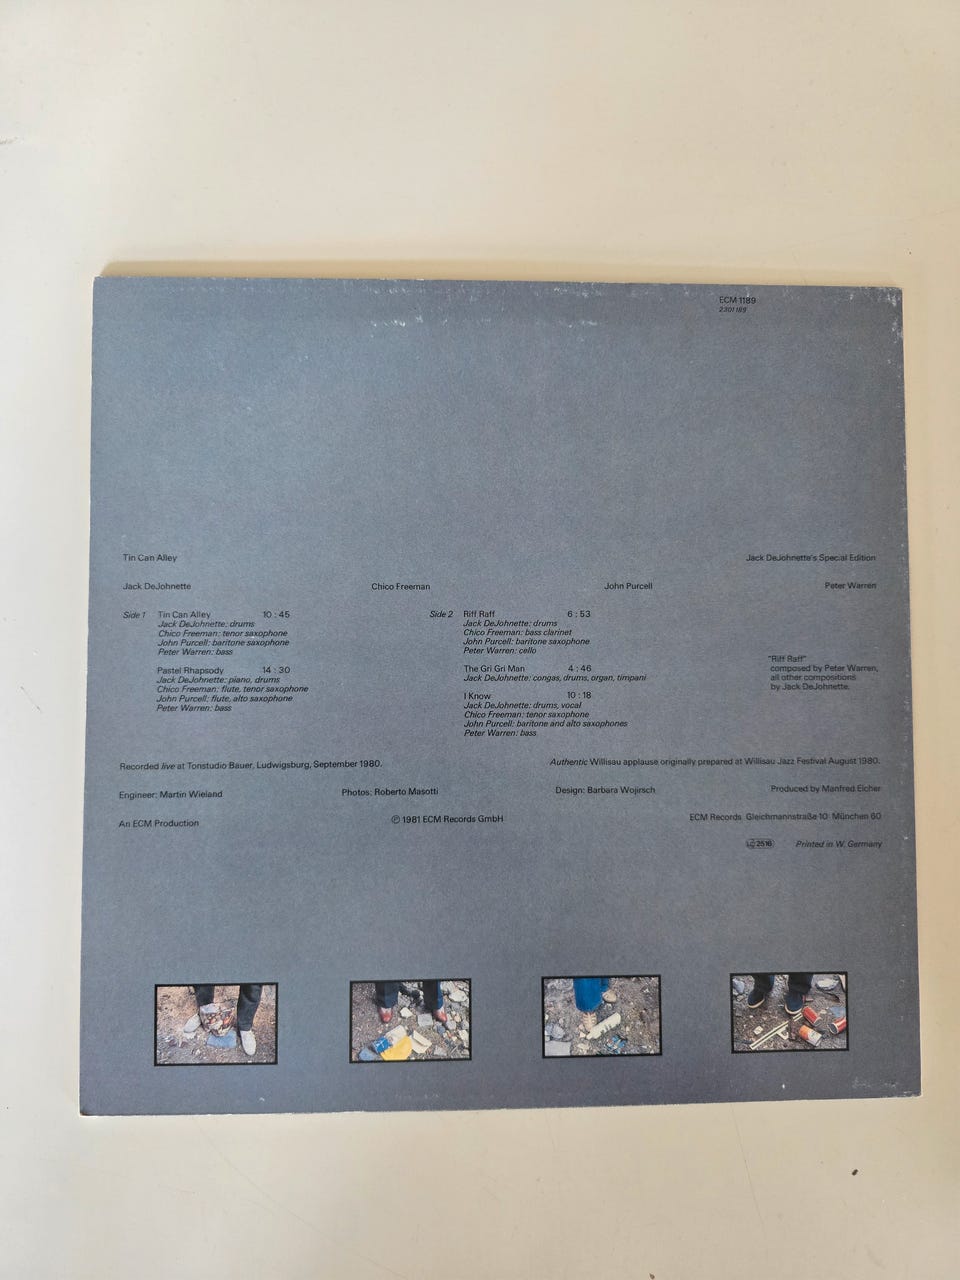 ECM 1189
2301 189
Tin Can Alley
Jack DeJohnette's Special Edition
Jack DeJohnette
Chico Freeman
John Purcell
Peter Warren
Side 1 Tin Can Alley 10 : 45
Jack DeJohnette: drums
Chico Freeman: tenor saxophone
John Purcell: baritone saxophone
Peter Warren: bass
Pastel Rhapsody 14 : 30
Jack DeJohnette: piano, drums
Chico Freeman: flute, tenor saxophone
John Purcell: flute, alto saxophone
Peter Warren: bass
Side 2 Riff Raff 6 : 53
Jack DeJohnette: drums
Chico Freeman: bass clarinet
John Purcell: baritone saxophone
Peter Warren: cello
The Gri Gri Man 4 : 46
Jack DeJohnette: congas, drums, organ, timpani
I Know 10 : 18
Jack DeJohnette: drums, vocal
Chico Freeman: tenor saxophone
John Purcell: baritone and alto saxophones
Peter Warren: bass
"Riff Raff"
composed by Peter Warren,
all other compositions
by Jack DeJohnette.
Recorded live at Tonstudio Bauer, Ludwigsburg, September 1980.
Authentic Willisau applause originally prepared at Willisau Jazz Festival August 1980.
Engineer: Martin Wieland
Photos: Roberto Masotti
Design: Barbara Wojirsch
Produced by Manfred Eicher
An ECM Production
℗ 1981 ECM Records GmbH
ECM Records Gleichmannstraße 10 München 60
LC 2516
Printed in W. Germany